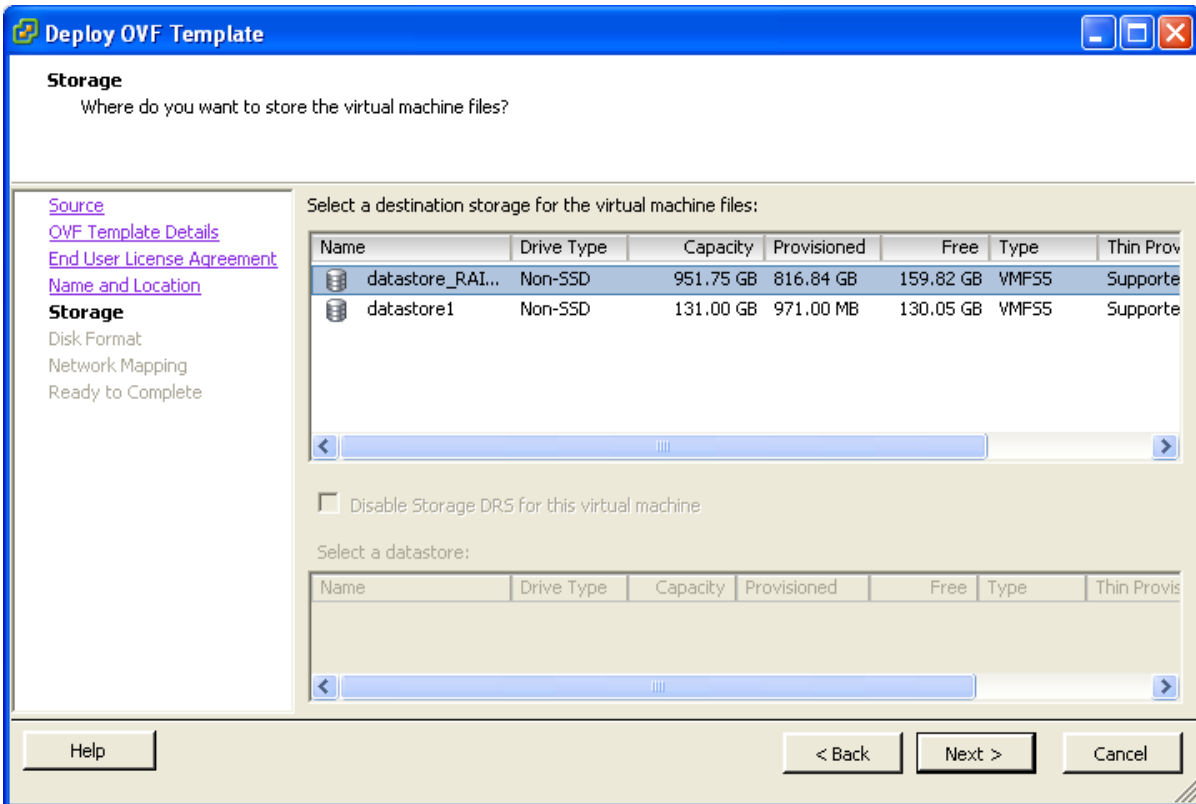 Deploy OVF Template
Storage
Where do you want to store the virtual machine files?
Source
OVF Template Details
End User License Agreement
Name and Location
Storage
Disk Format
Network Mapping
Ready to Complete
Select a destination storage for the virtual machine files:
Name Drive Type Capacity Provisioned Free Type Thin Prov
datastore_RAI... Non-SSD 951.75 GB 816.84 GB 159.82 GB VMFS5 Supporte
datastore1 Non-SSD 131.00 GB 971.00 MB 130.05 GB VMFS5 Supporte
Disable Storage DRS for this virtual machine
Select a datastore:
Name Drive Type Capacity Provisioned Free Type Thin Provis
Help < Back Next > Cancel